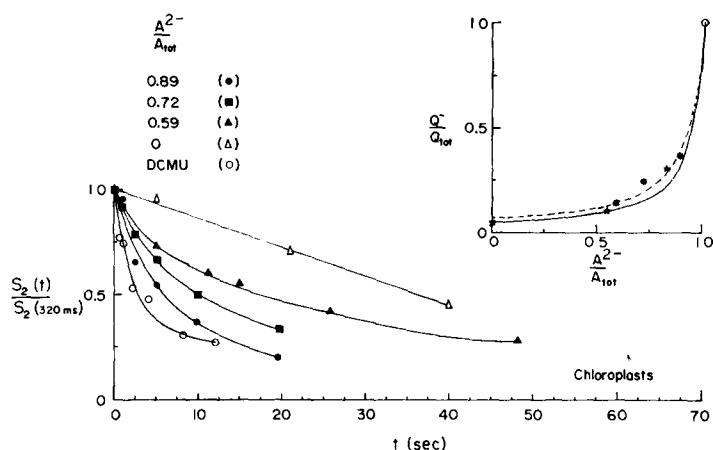 A²⁻
A_tot
0.89 (●)
0.72 (■)
0.59 (▲)
0 (△)
DCMU (○)
1.0
0.5
0
S₂(t)
S₂(320 ms)
0 10 20 30 40 50 60 70
t (sec)
Chloroplasts
1.0
0.5
0
Q⁻
Q_tot
0.5 1.0
A²⁻
A_tot